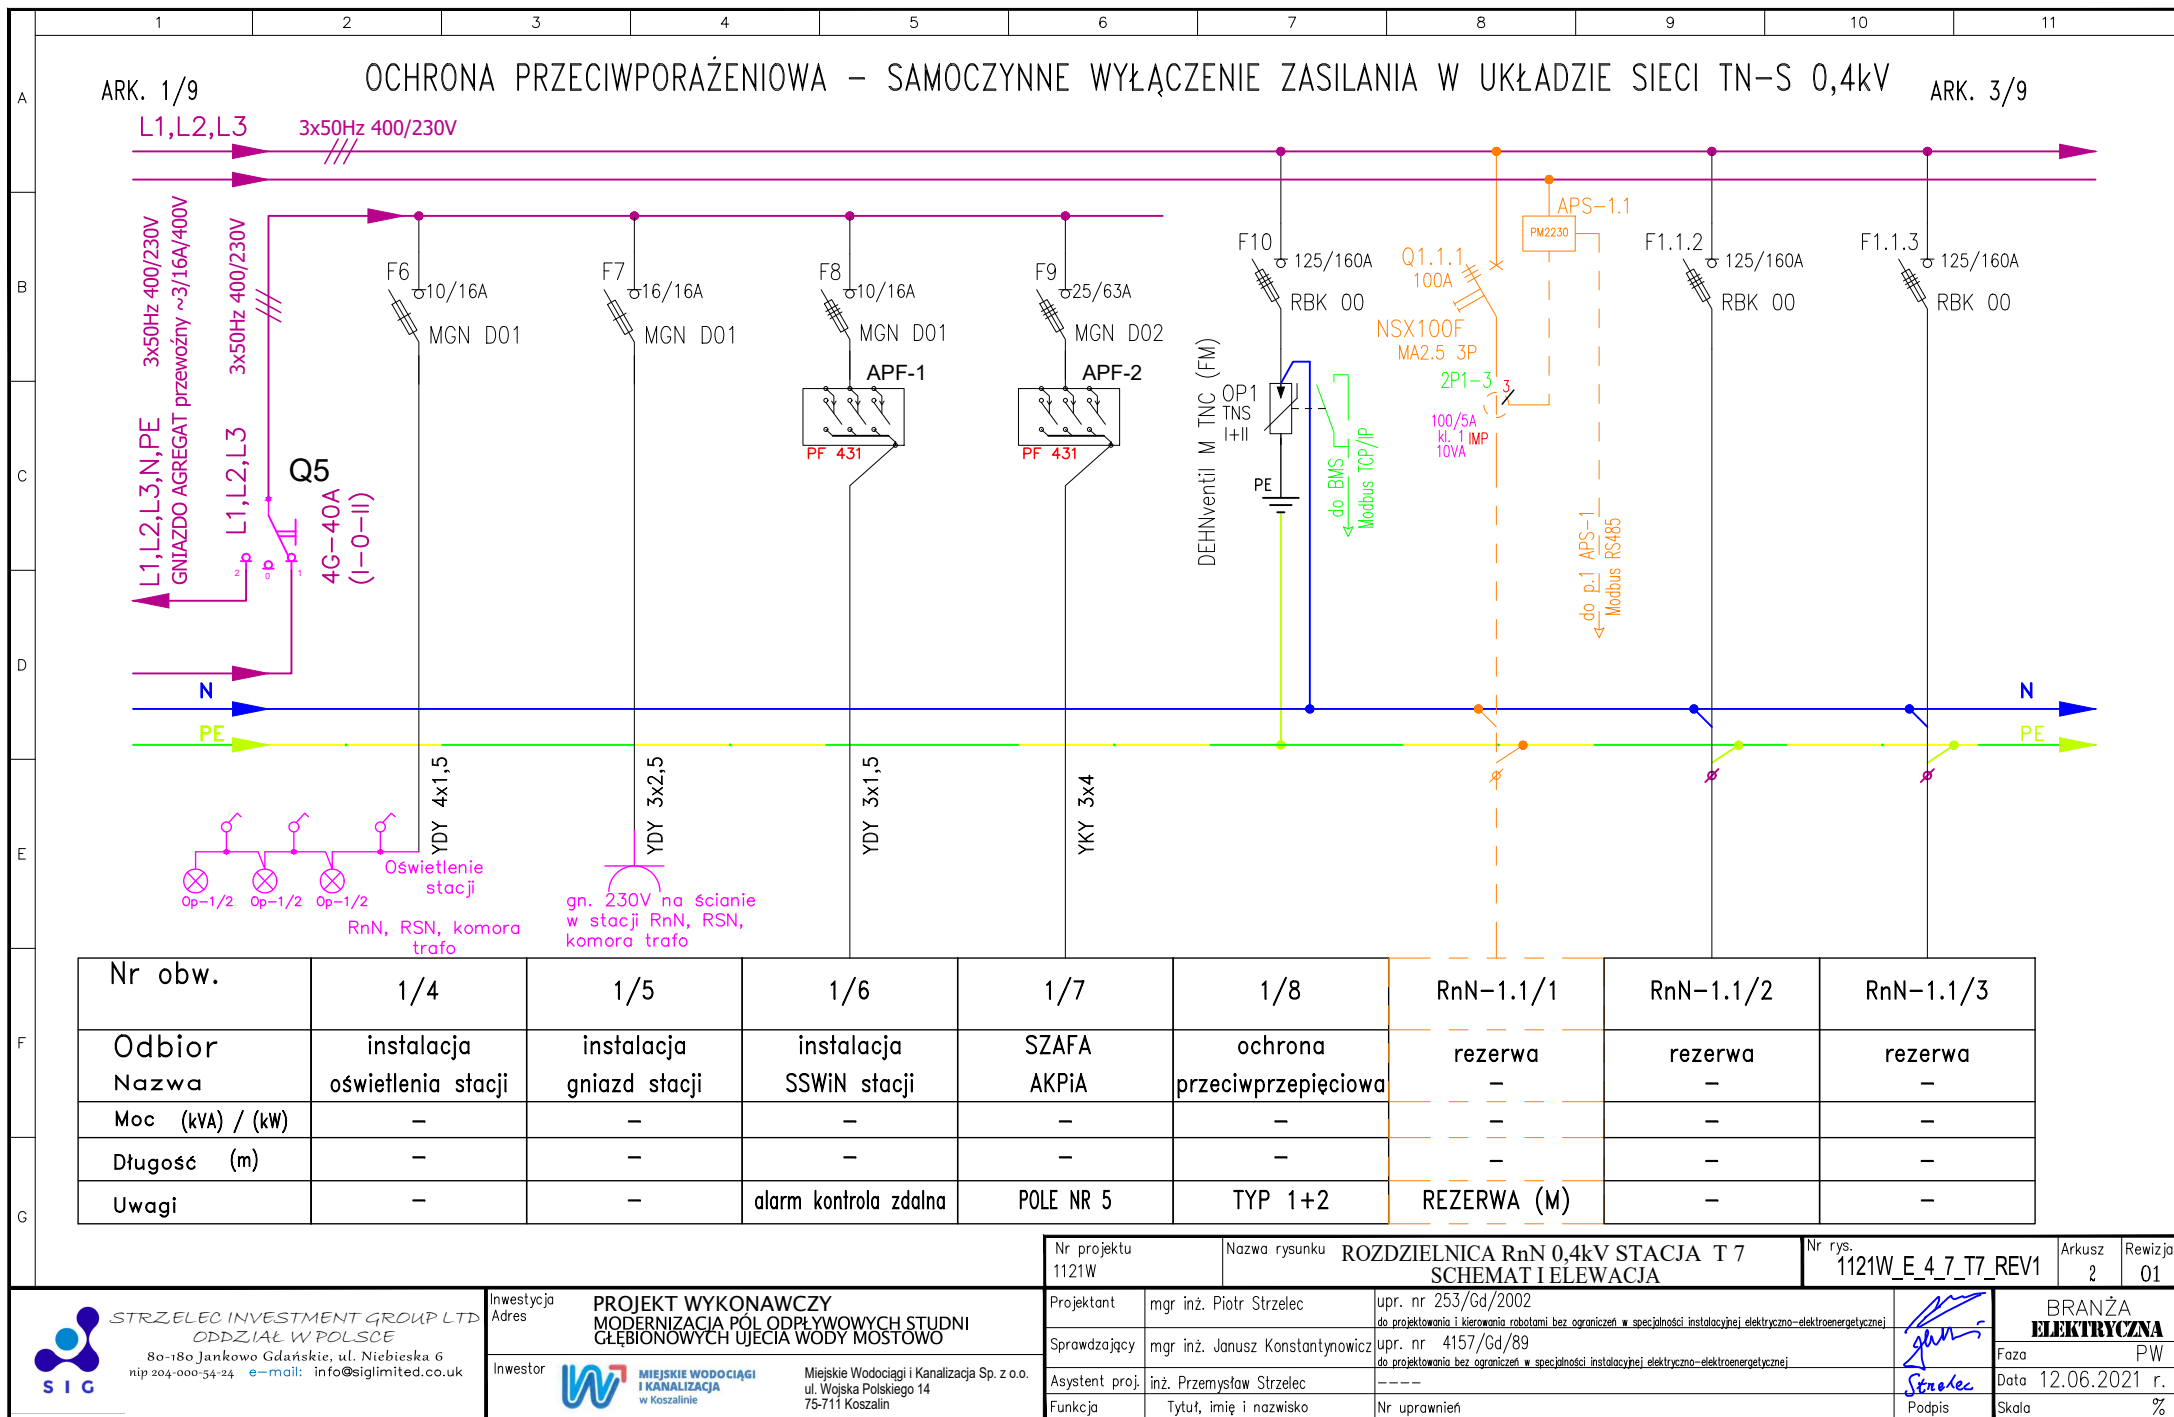 1 2 3 4 5 6 7 8 9 10 11
A
B
C
D
E
F
G
ARK. 1/9
OCHRONA PRZECIWPORAŻENIOWA – SAMOCZYNNE WYŁĄCZENIE ZASILANIA W UKŁADZIE SIECI TN-S 0,4kV
ARK. 3/9
L1,L2,L3
3x50Hz 400/230V
L1,L2,L3,N,PE 3x50Hz 400/230V
GNIAZDO AGREGAT przewoźny ~3/16A/400V
L1,L2,L3 3x50Hz 400/230V
Q5
4G-40A
(I-0-II)
2 0 1
F6
10/16A
MGN D01
F7
16/16A
MGN D01
F8
10/16A
MGN D01
APF-1
PF 431
F9
25/63A
MGN D02
APF-2
PF 431
F10
125/160A
RBK 00
DEHNventil M TNC (FM)
OP1
TNS
I+II
PE
do BMS
Modbus TCP/IP
Q1.1.1
100A
NSX100F
MA2.5 3P
2P1-3
3
100/5A
kl. 1 IMP
10VA
APS-1.1
PM2230
do p.1 APS-1
Modbus RS485
F1.1.2
125/160A
RBK 00
F1.1.3
125/160A
RBK 00
N
N
PE
PE
YDY 4x1,5
YDY 3x2,5
YDY 3x1,5
YKY 3x4
Oświetlenie
stacji
Op-1/2 Op-1/2 Op-1/2
RnN, RSN, komora
trafo
gn. 230V na ścianie
w stacji RnN, RSN,
komora trafo
Nr obw. 1/4 1/5 1/6 1/7 1/8 RnN-1.1/1 RnN-1.1/2 RnN-1.1/3
Odbior instalacja instalacja instalacja SZAFA ochrona rezerwa rezerwa rezerwa
Nazwa oświetlenia stacji gniazd stacji SSWiN stacji AKPiA przeciwprzepięciowa – – –
Moc (kVA) / (kW) – – – – – – – –
Długość (m) – – – – – – – –
Uwagi – – alarm kontrola zdalna POLE NR 5 TYP 1+2 REZERWA (M) – –
Nr projektu
1121W
Nazwa rysunku ROZDZIELNICA RnN 0,4kV STACJA T 7
SCHEMAT I ELEWACJA
Nr rys.
1121W_E_4_7_T7_REV1
Arkusz
2
Rewizja
01
STRZELEC INVESTMENT GROUP LTD
ODDZIAŁ W POLSCE
80-180 Jankowo Gdańskie, ul. Niebieska 6
nip 204-000-54-24 e-mail: info@siglimited.co.uk
SIG
Inwestycja
Adres
PROJEKT WYKONAWCZY
MODERNIZACJA PÓL ODPŁYWOWYCH STUDNI
GŁĘBIONOWYCH UJECIA WODY MOSTOWO
Inwestor
MIEJSKIE WODOCIĄGI
I KANALIZACJA
w Koszalinie
Miejskie Wodociągi i Kanalizacja Sp. z o.o.
ul. Wojska Polskiego 14
75-711 Koszalin
Projektant mgr inż. Piotr Strzelec upr. nr 253/Gd/2002
do projektowania i kierowania robotami bez ograniczeń w specjalności instalacyjnej elektryczno-elektroenergetycznej
Sprawdzający mgr inż. Janusz Konstantynowicz upr. nr 4157/Gd/89
do projektowania bez ograniczeń w specjalności instalacyjnej elektryczno-elektroenergetycznej
Asystent proj. inż. Przemysław Strzelec ----
Strzelec
Funkcja Tytuł, imię i nazwisko Nr uprawnień Podpis
BRANŻA
ELEKTRYCZNA
Faza PW
Data 12.06.2021 r.
Skala %